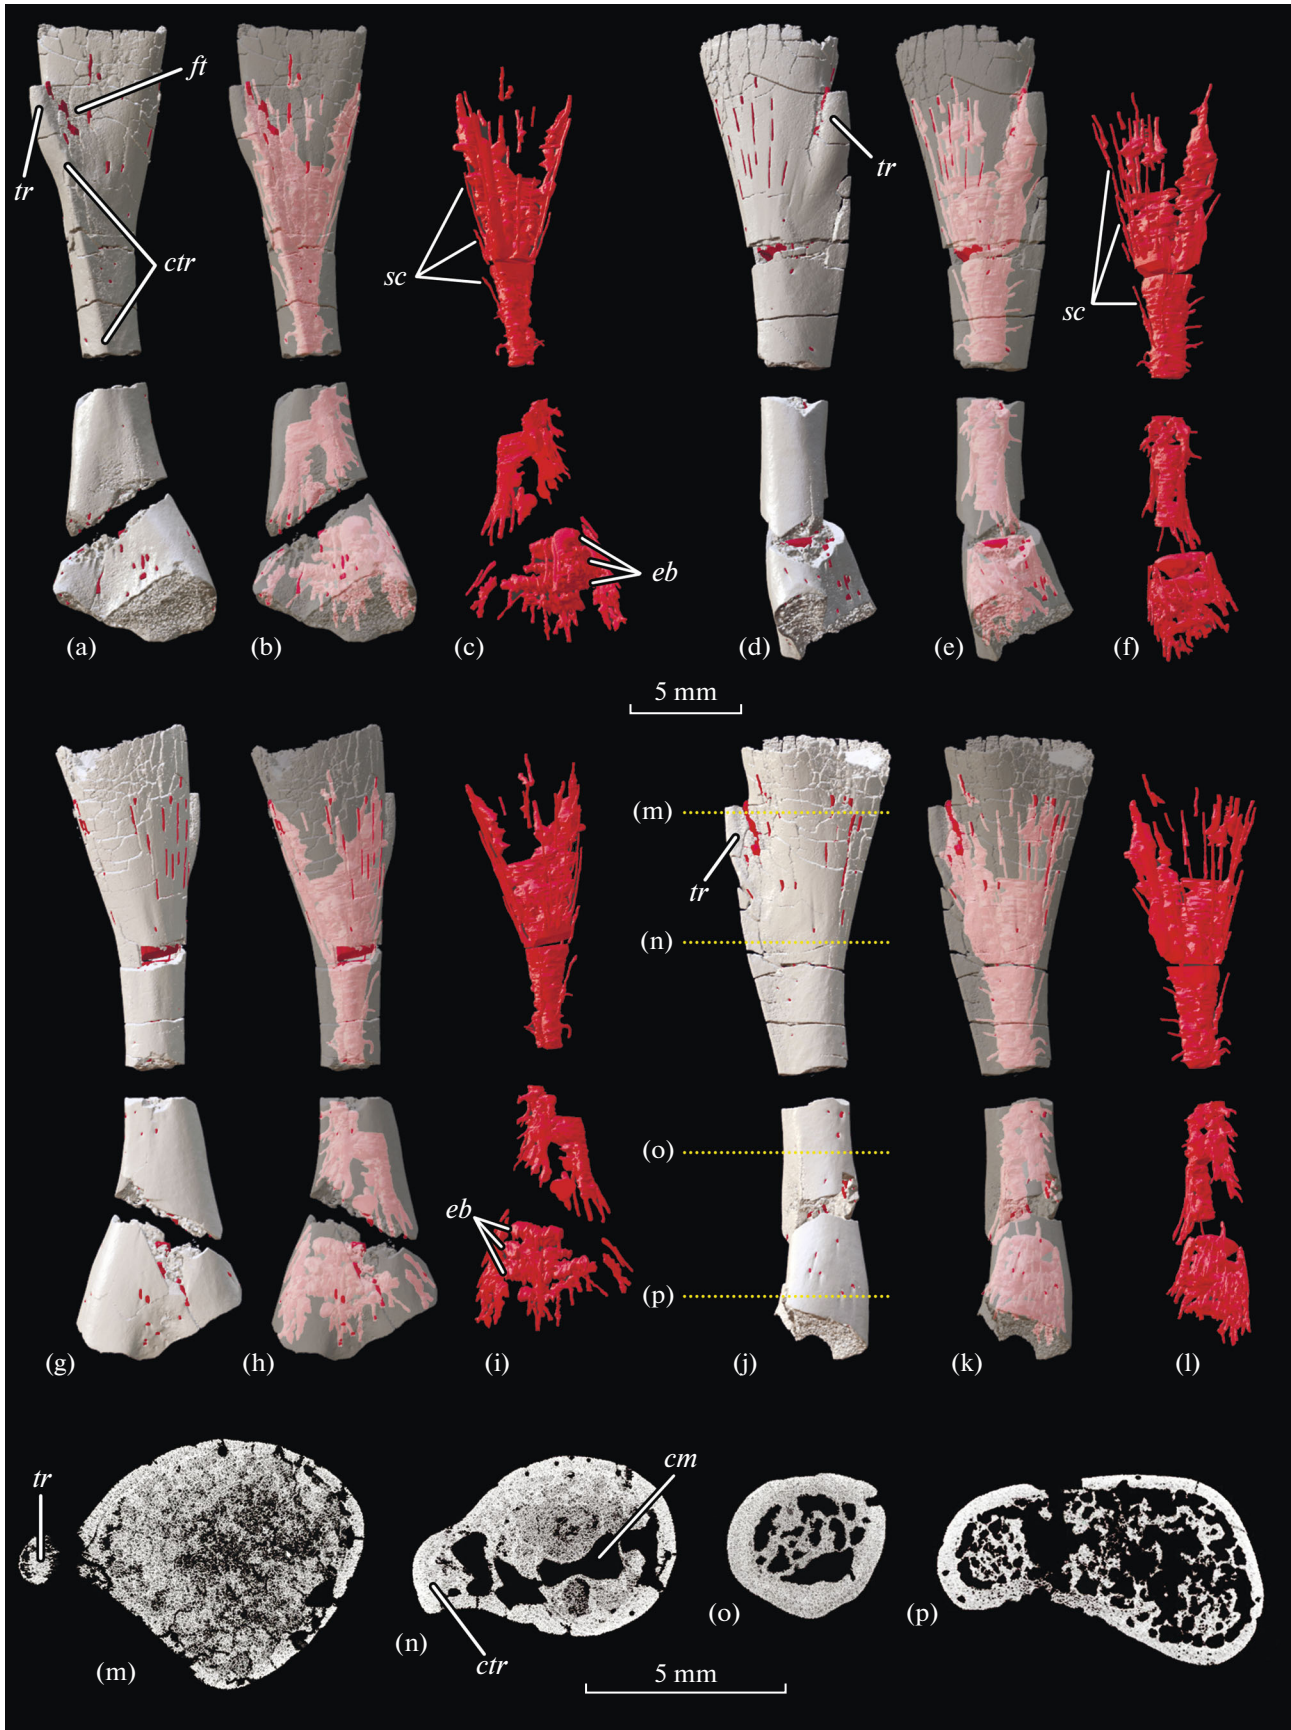 ft
tr
tr
ctr
sc
sc
eb
(a) (b) (c) (d) (e) (f)
5 mm
(m)
tr
(n)
(o)
eb
(p)
(g) (h) (i) (j) (k) (l)
tr
cm
(m)
(n)
ctr
(o)
(p)
5 mm